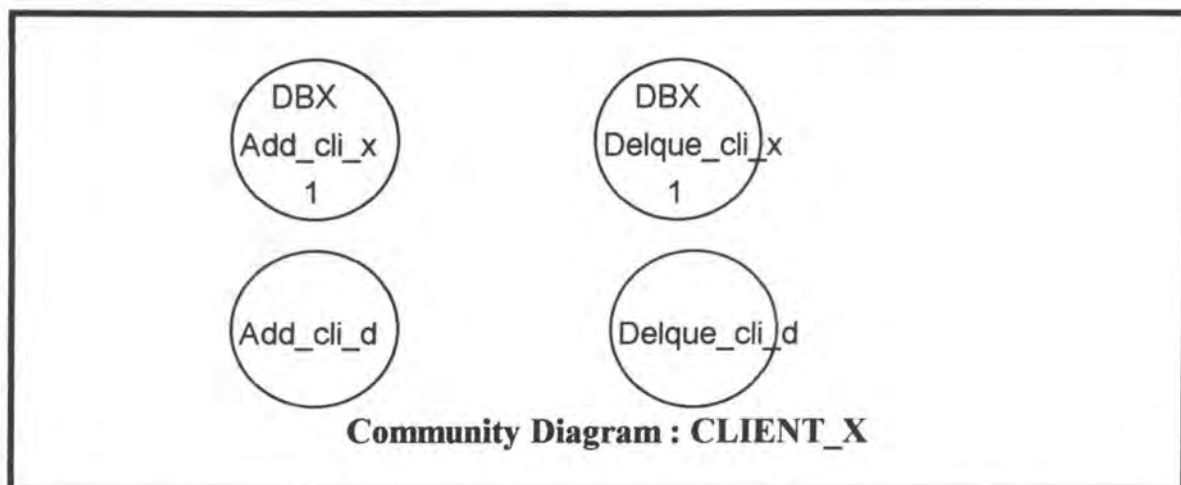 DBX
Add_cli_x
1
DBX
Delque_cli_x
1
Add_cli_d
Delque_cli_d
Community Diagram : CLIENT_X